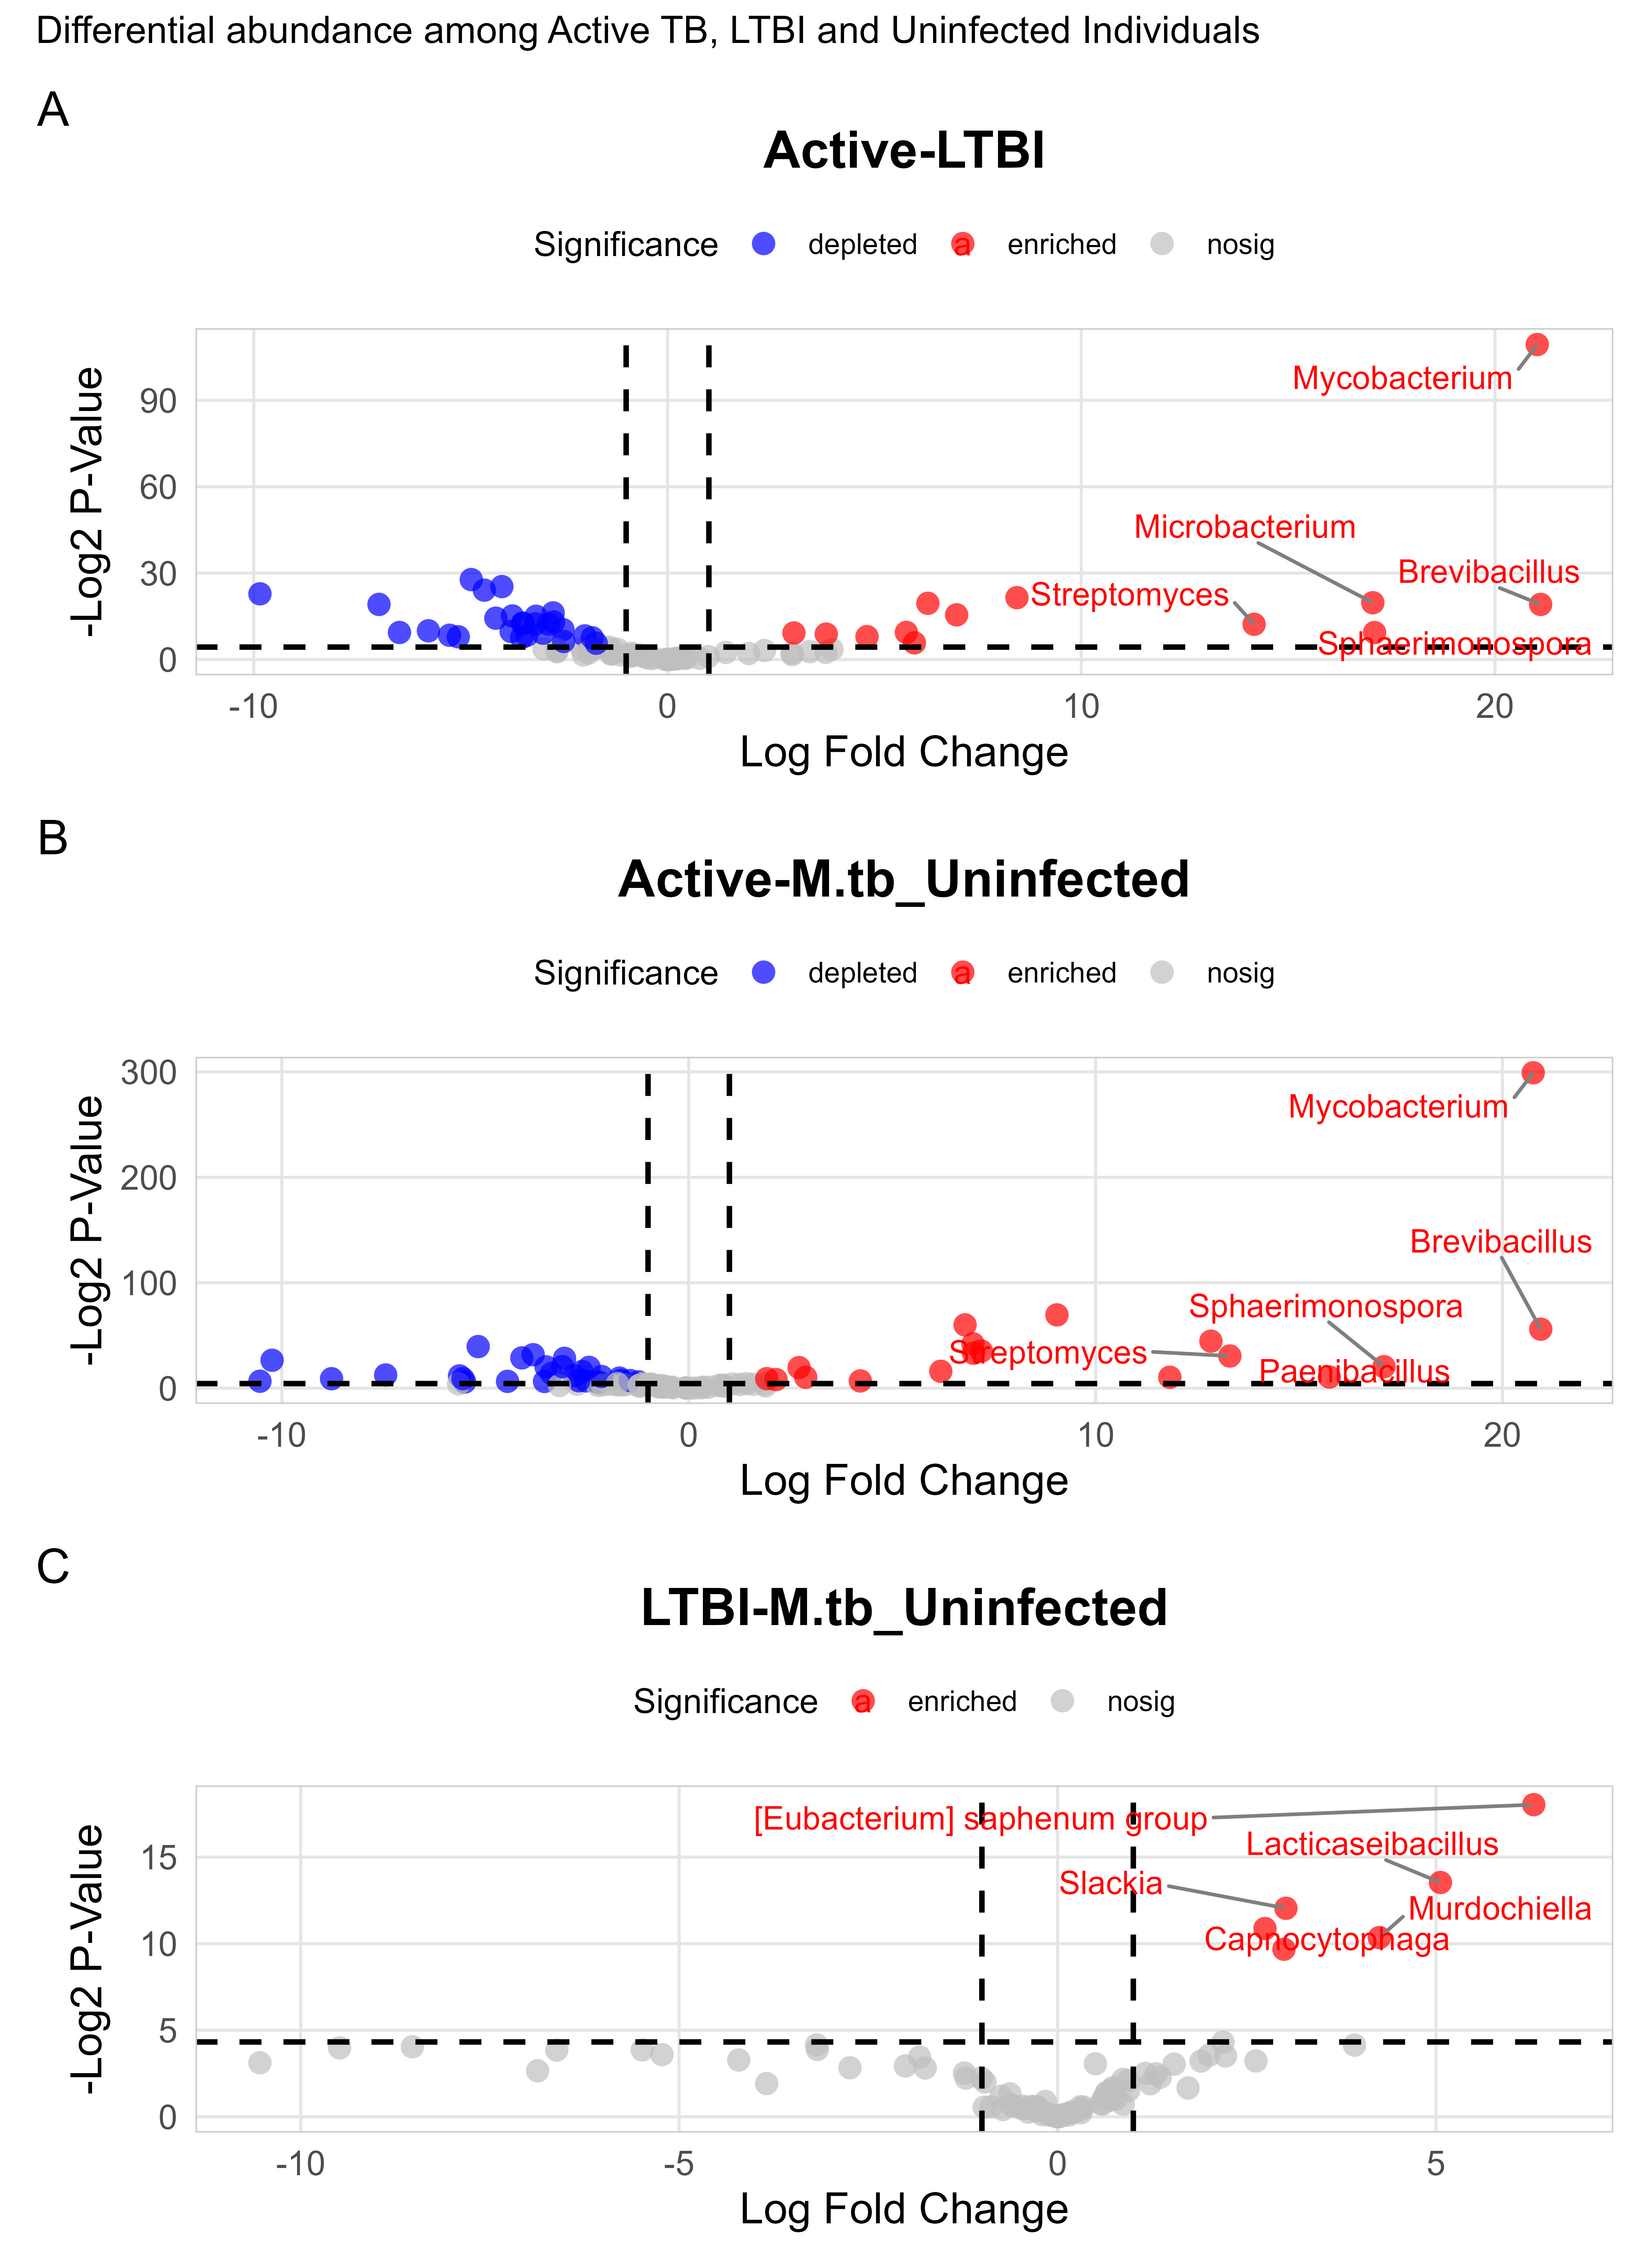 Differential abundance among Active TB, LTBI and Uninfected Individuals
A
Active-LTBI
Significance depleted a enriched nosig
-Log2 P-Value
90
60
30
0
Mycobacterium
Microbacterium
Brevibacillus
Streptomyces
Sphaerimonospora
-10 0 10 20
Log Fold Change
B
Active-M.tb_Uninfected
Significance depleted a enriched nosig
-Log2 P-Value
300
200
100
0
Mycobacterium
Brevibacillus
Sphaerimonospora
Streptomyces
Paenibacillus
-10 0 10 20
Log Fold Change
C
LTBI-M.tb_Uninfected
Significance a enriched nosig
-Log2 P-Value
15
10
5
0
[Eubacterium] saphenum group
Lacticaseibacillus
Slackia
Murdochiella
Capnocytophaga
-10 -5 0 5
Log Fold Change